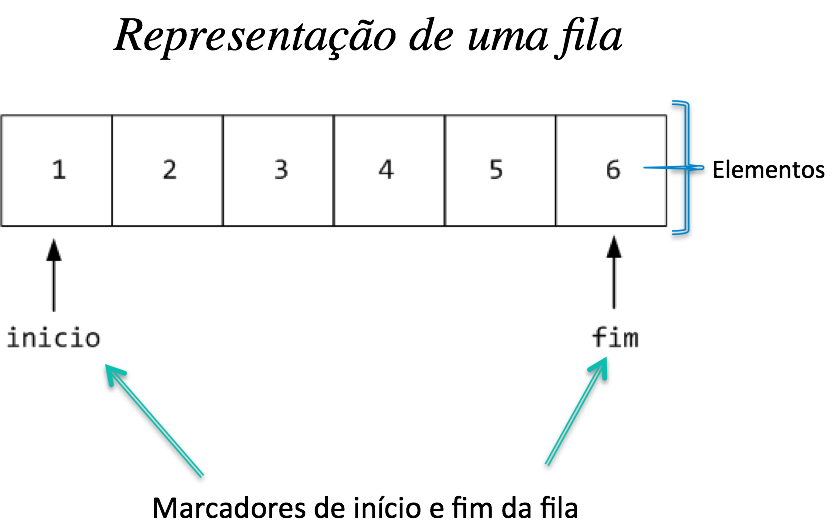 Representação de uma fila
1 2 3 4 5 6
Elementos
inicio fim
Marcadores de início e fim da fila